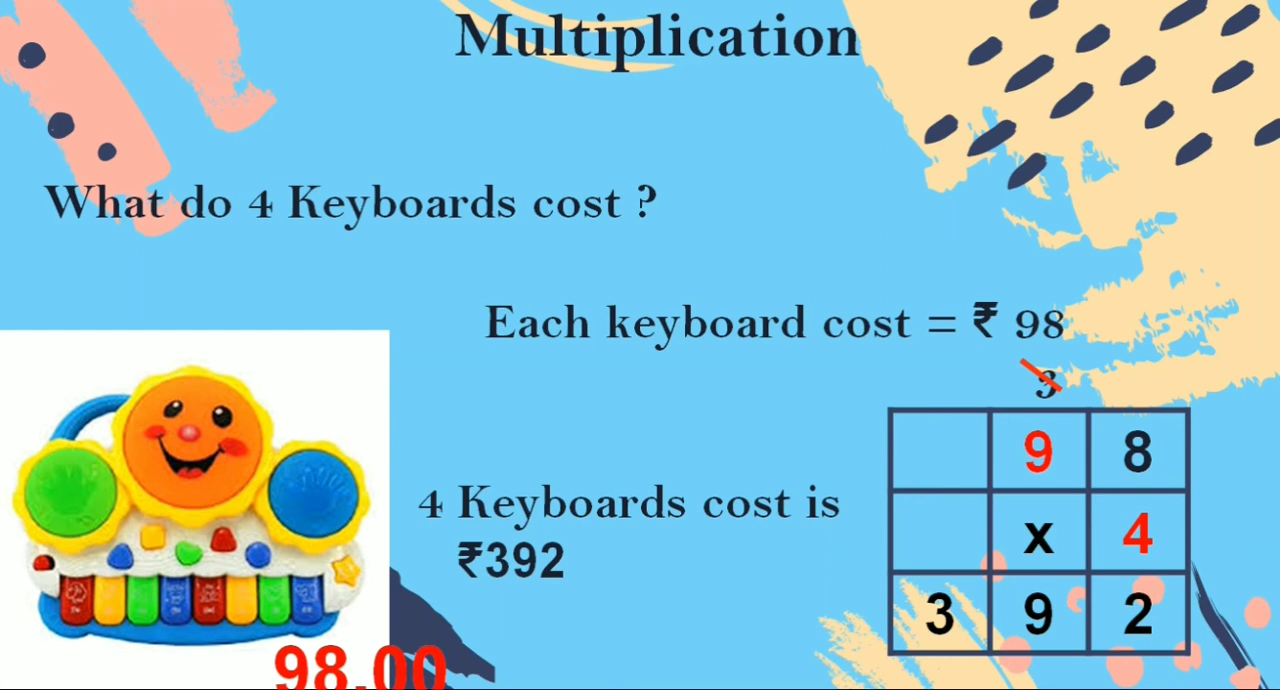 Multiplication
What do 4 Keyboards cost ?
Each keyboard cost = ₹ 98
3
9 8
x 4
3 9 2
4 Keyboards cost is
₹392
98.00